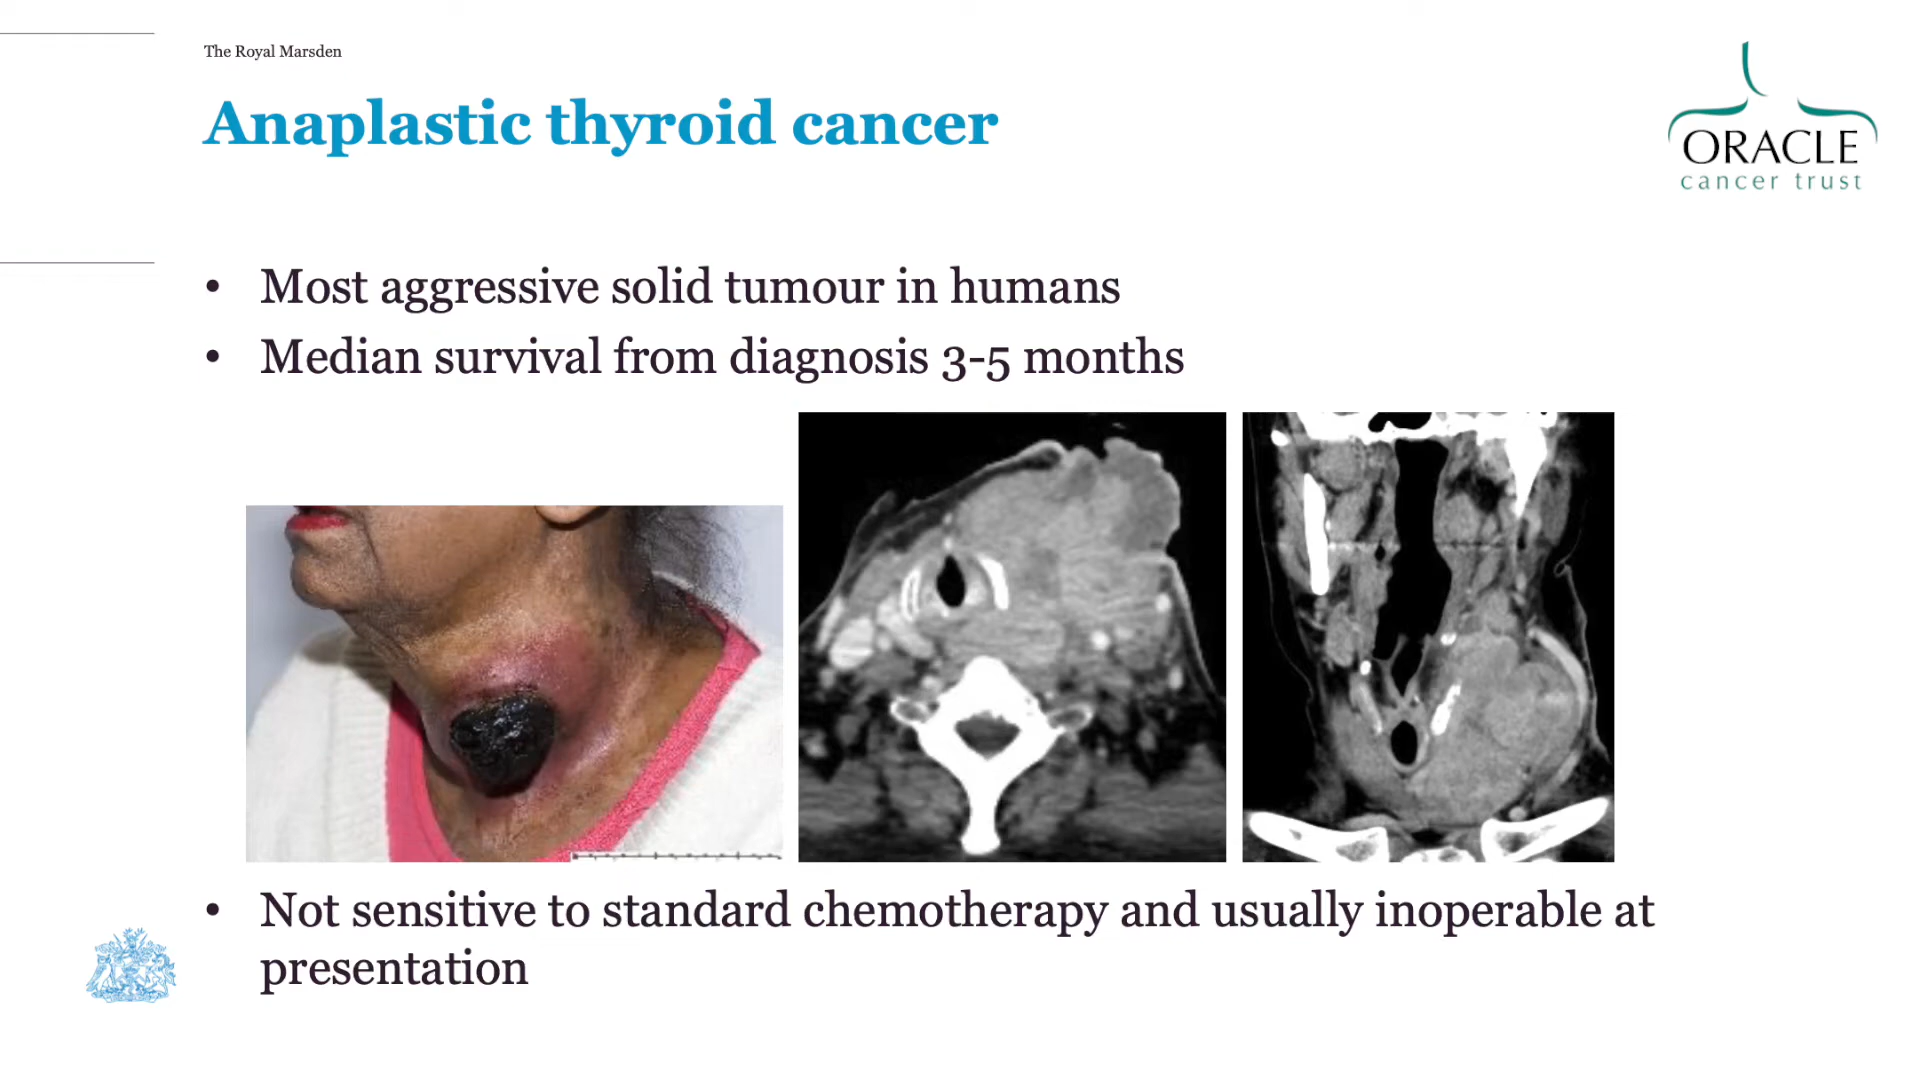 The Royal Marsden
Anaplastic thyroid cancer
ORACLE
cancer trust
• Most aggressive solid tumour in humans
• Median survival from diagnosis 3-5 months
• Not sensitive to standard chemotherapy and usually inoperable at
presentation